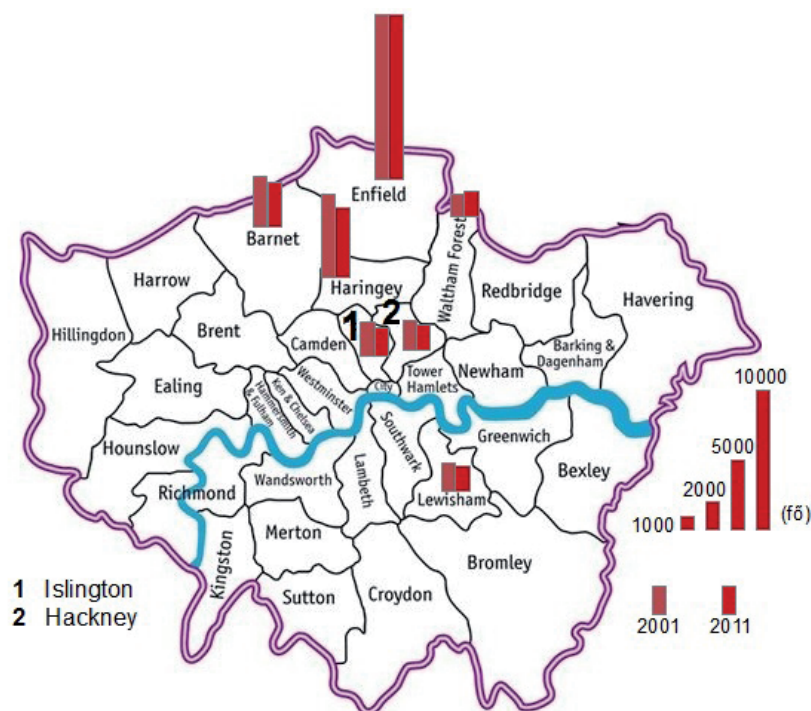 Enfield
Barnet
Haringey
Waltham Forest
Harrow
Redbridge
Havering
Hillingdon
Brent
Camden
1
2
Barking &
Dagenham
Ealing
Westminster
City
Tower
Hamlets
Newham
Ken & Chelsea
Hammersmith
& Fulham
Hounslow
Southwark
Greenwich
Bexley
Richmond
Wandsworth
Lambeth
Lewisham
Merton
Kingston
Bromley
Sutton
Croydon
1 Islington
2 Hackney
10000
5000
2000
1000
(fő)
2001
2011